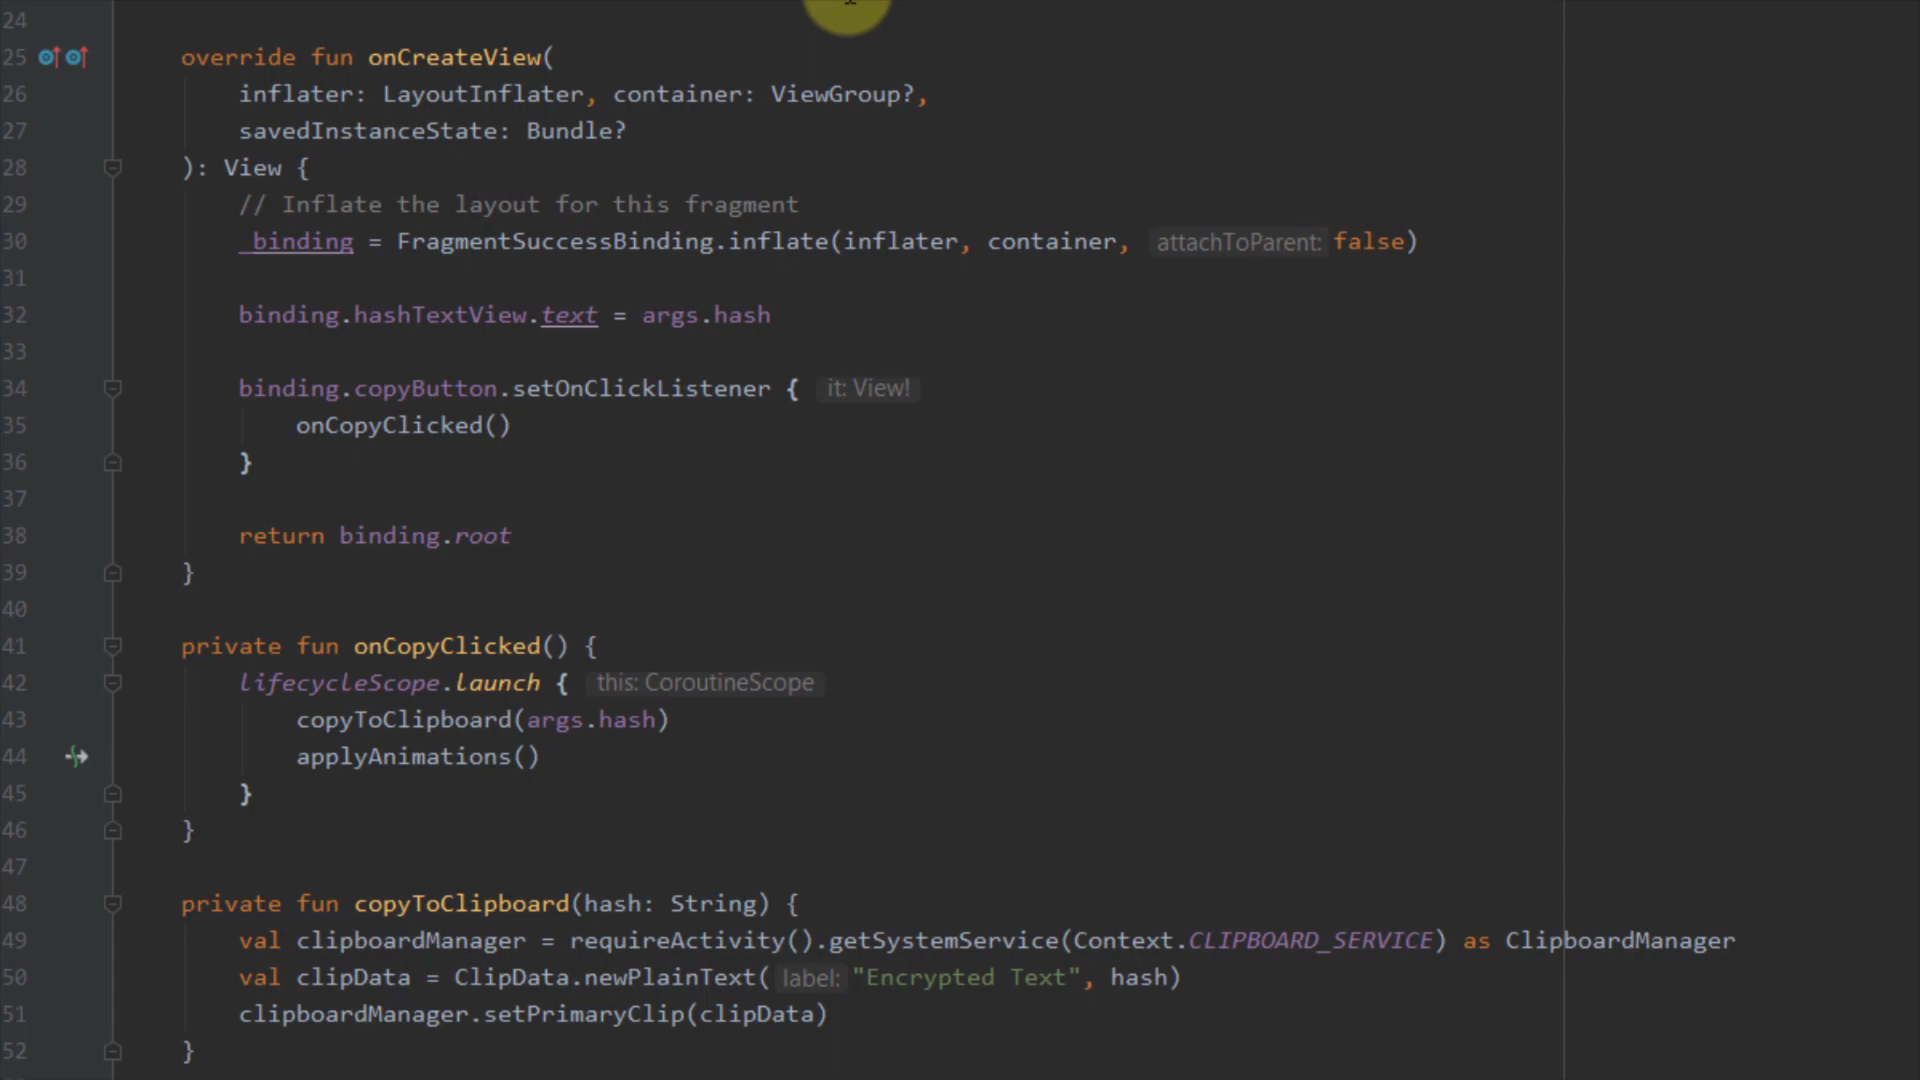 24
25 override fun onCreateView(
26 inflater: LayoutInflater, container: ViewGroup?,
27 savedInstanceState: Bundle?
28 ): View {
29 // Inflate the layout for this fragment
30 _binding = FragmentSuccessBinding.inflate(inflater, container, attachToParent: false)
31
32 binding.hashTextView.text = args.hash
33
34 binding.copyButton.setOnClickListener { it: View!
35 onCopyClicked()
36 }
37
38 return binding.root
39 }
40
41 private fun onCopyClicked() {
42 lifecycleScope.launch { this: CoroutineScope
43 copyToClipboard(args.hash)
44 applyAnimations()
45 }
46 }
47
48 private fun copyToClipboard(hash: String) {
49 val clipboardManager = requireActivity().getSystemService(Context.CLIPBOARD_SERVICE) as ClipboardManager
50 val clipData = ClipData.newPlainText( label: "Encrypted Text", hash)
51 clipboardManager.setPrimaryClip(clipData)
52 }